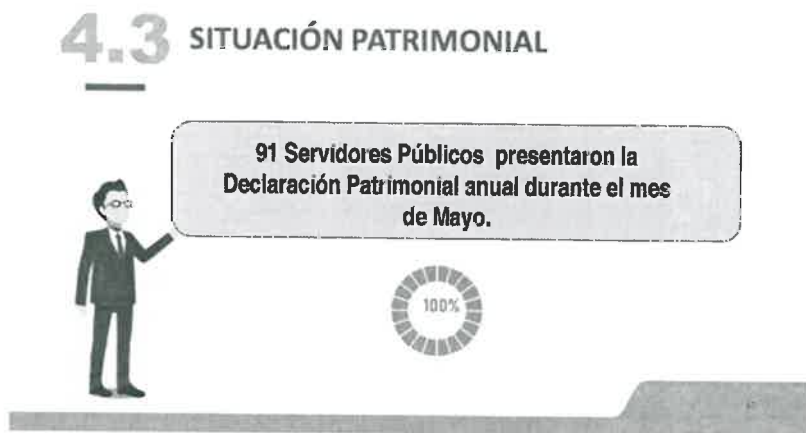 4.3 SITUACIÓN PATRIMONIAL
91 Servidores Públicos presentaron la
Declaración Patrimonial anual durante el mes
de Mayo.
100%